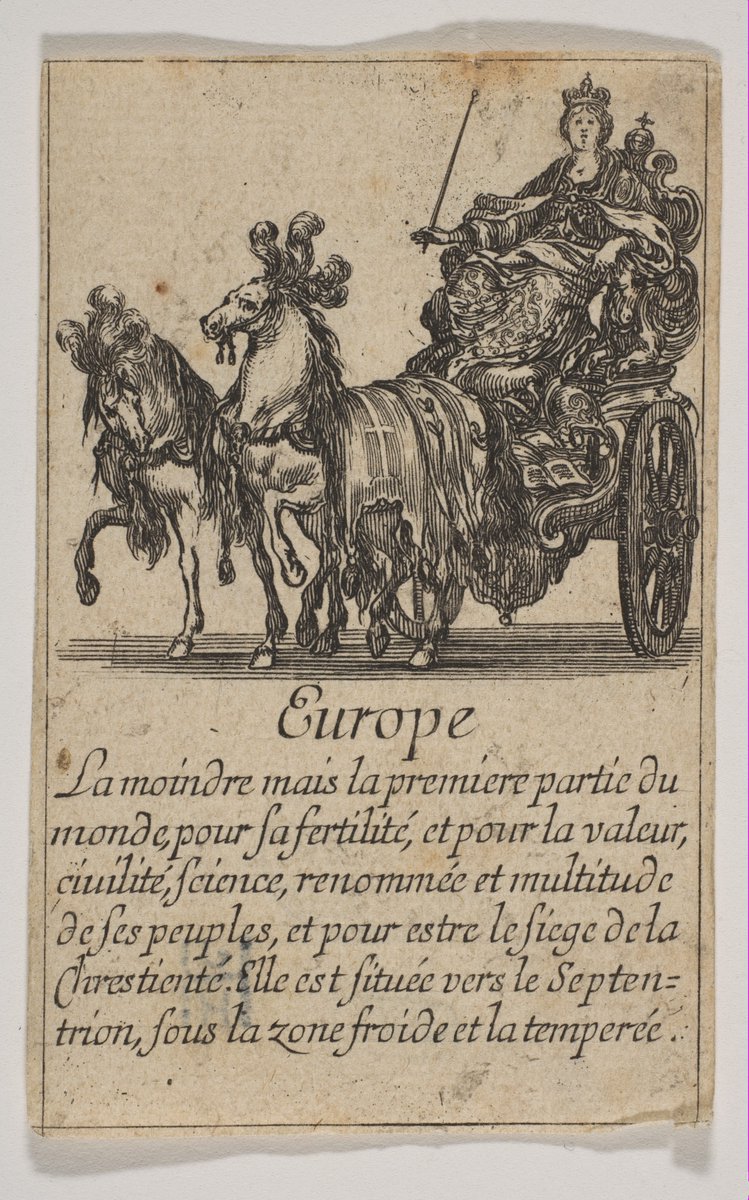 Europe
La moindre mais la premiere partie du
monde, pour ſa fertilité, et pour la valeur,
ciuilité, ſcience, renommée et multitude
de ſes peuples, et pour estre le ſiege de la
Chrestienté. Elle est ſituée vers le Septen=
trion, ſous la zone froide et la temperée.